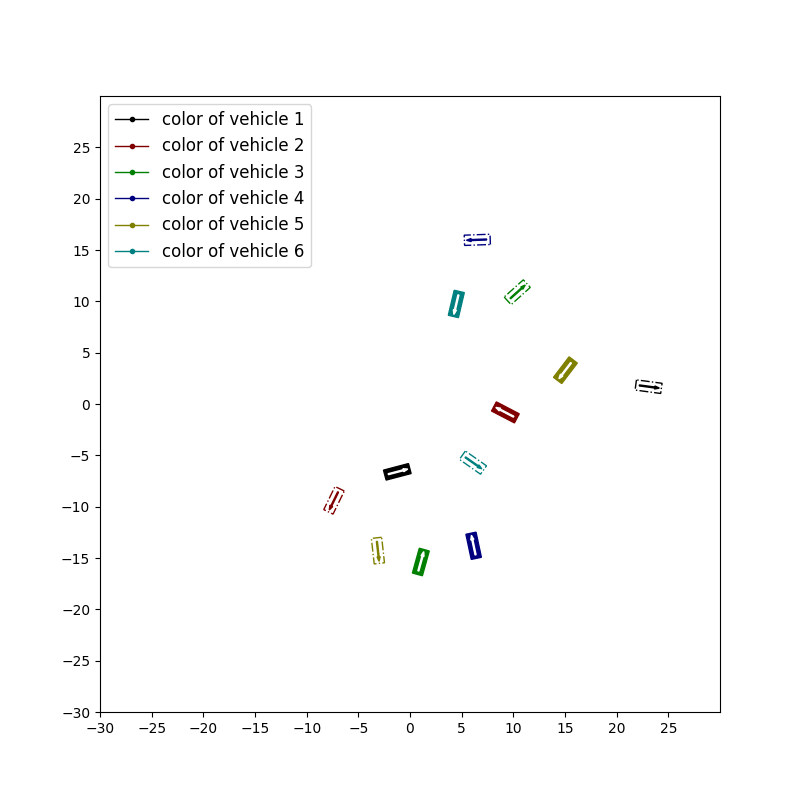 color of vehicle 1
color of vehicle 2
color of vehicle 3
color of vehicle 4
color of vehicle 5
color of vehicle 6
25
20
15
10
5
0
−5
−10
−15
−20
−25
−30
−30 −25 −20 −15 −10 −5 0 5 10 15 20 25